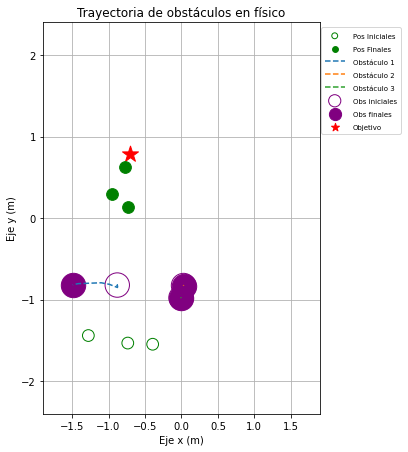 Trayectoria de obstáculos en físico
Pos Iniciales
Pos Finales
Obstáculo 1
Obstáculo 2
Obstáculo 3
Obs iniciales
Obs finales
Objetivo
Eje y (m)
2
1
0
−1
−2
−1.5 −1.0 −0.5 0.0 0.5 1.0 1.5
Eje x (m)